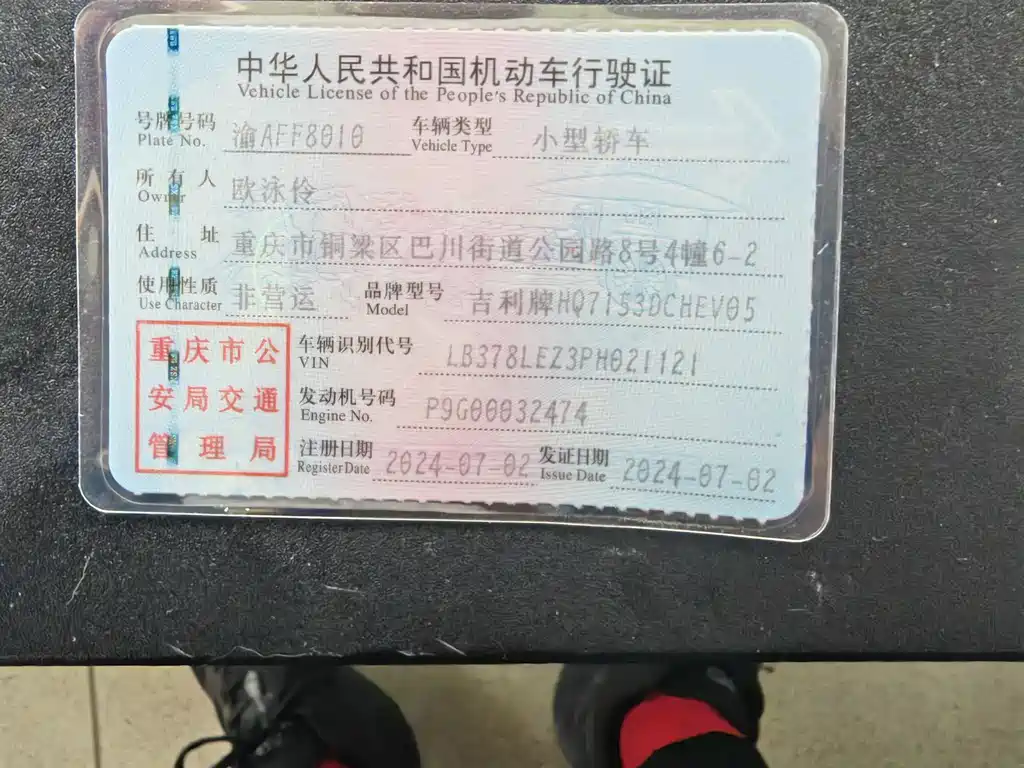 中华人民共和国机动车行驶证
Vehicle License of the People's Republic of China
号牌号码 渝AFF8010 车辆类型 小型轿车
Plate No. Vehicle Type
所有人 欧泳伶
Owner
住址 重庆市铜梁区巴川街道公园路8号4幢6-2
Address
使用性质 非营运 品牌型号 吉利牌HQ7153DCHEV05
Use Character Model
重庆市公安局交通管理局
车辆识别代号 LB378LEZ3PH021121
VIN
发动机号码 P9G00032474
Engine No.
注册日期 2024-07-02 发证日期 2024-07-02
Register Date Issue Date